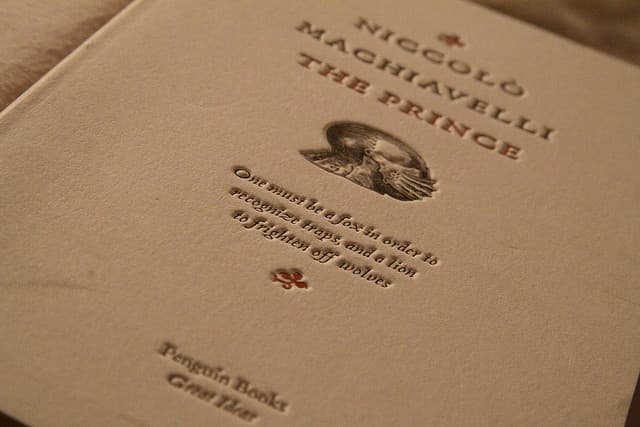 NICCOLÒ
MACHIAVELLI
THE PRINCE
One must be a fox in order to
recognize traps, and a lion
to frighten off wolves
Penguin Books
Great Ideas